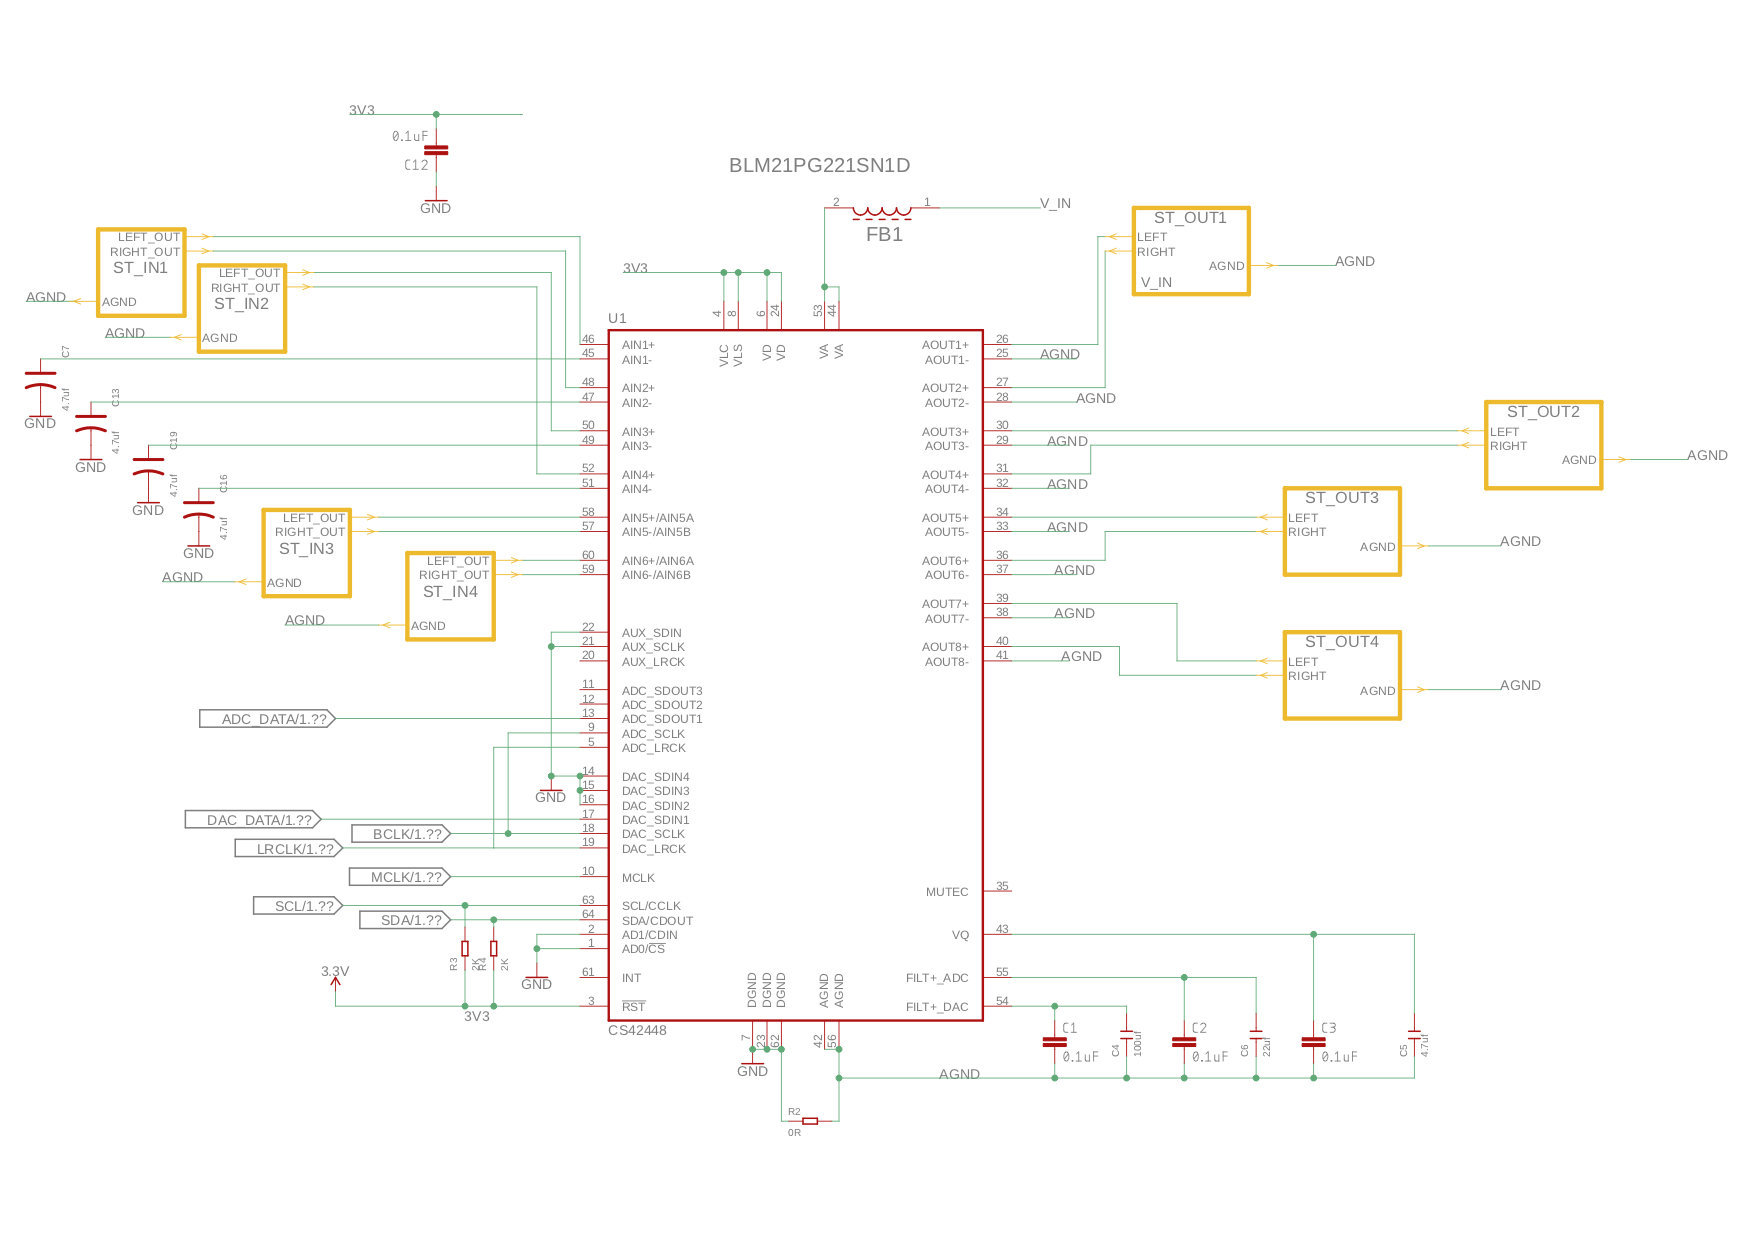 3V3
0.1uF
C12
GND
BLM21PG221SN1D
2
1
V_IN
FB1
ST_OUT1
LEFT
RIGHT
AGND
V_IN
AGND
LEFT_OUT
RIGHT_OUT
ST_IN1
AGND
AGND
LEFT_OUT
RIGHT_OUT
ST_IN2
AGND
AGND
3V3
4
8
6
24
53
44
U1
VLC
VLS
VD
VD
VA
VA
C7
4.7uf
GND
C13
4.7uf
GND
C19
4.7uf
GND
C16
4.7uf
GND
46 AIN1+
45 AIN1-
48 AIN2+
47 AIN2-
50 AIN3+
49 AIN3-
52 AIN4+
51 AIN4-
58 AIN5+/AIN5A
57 AIN5-/AIN5B
60 AIN6+/AIN6A
59 AIN6-/AIN6B
LEFT_OUT
RIGHT_OUT
ST_IN3
AGND
AGND
LEFT_OUT
RIGHT_OUT
ST_IN4
AGND
AGND
22 AUX_SDIN
21 AUX_SCLK
20 AUX_LRCK
11 ADC_SDOUT3
12 ADC_SDOUT2
ADC_DATA/1.?? 13 ADC_SDOUT1
9 ADC_SCLK
5 ADC_LRCK
14 DAC_SDIN4
GND 15 DAC_SDIN3
16 DAC_SDIN2
DAC_DATA/1.?? 17 DAC_SDIN1
BCLK/1.?? 18 DAC_SCLK
LRCLK/1.?? 19 DAC_LRCK
MCLK/1.?? 10 MCLK
SCL/1.?? 63 SCL/CCLK
SDA/1.?? 64 SDA/CDOUT
2 AD1/CDIN
1 AD0/CS
R3
2K
R4
2K
GND
61 INT
3.3V
3 RST
3V3
CS42448
AOUT1+ 26
AOUT1- 25 AGND
AOUT2+ 27
AOUT2- 28 AGND
AOUT3+ 30
AOUT3- 29 AGND
AOUT4+ 31
AOUT4- 32 AGND
AOUT5+ 34
AOUT5- 33 AGND
AOUT6+ 36
AOUT6- 37 AGND
AOUT7+ 39
AOUT7- 38 AGND
AOUT8+ 40
AOUT8- 41 AGND
ST_OUT2
LEFT
RIGHT
AGND
AGND
ST_OUT3
LEFT
RIGHT
AGND
AGND
ST_OUT4
LEFT
RIGHT
AGND
AGND
MUTEC 35
VQ 43
FILT+_ADC 55
FILT+_DAC 54
DGND
DGND
DGND
AGND
AGND
7
23
62
42
56
GND
AGND
R2
0R
C1
0.1uF
C4
100uf
C2
0.1uF
C6
22uf
C3
0.1uF
C5
4.7uf